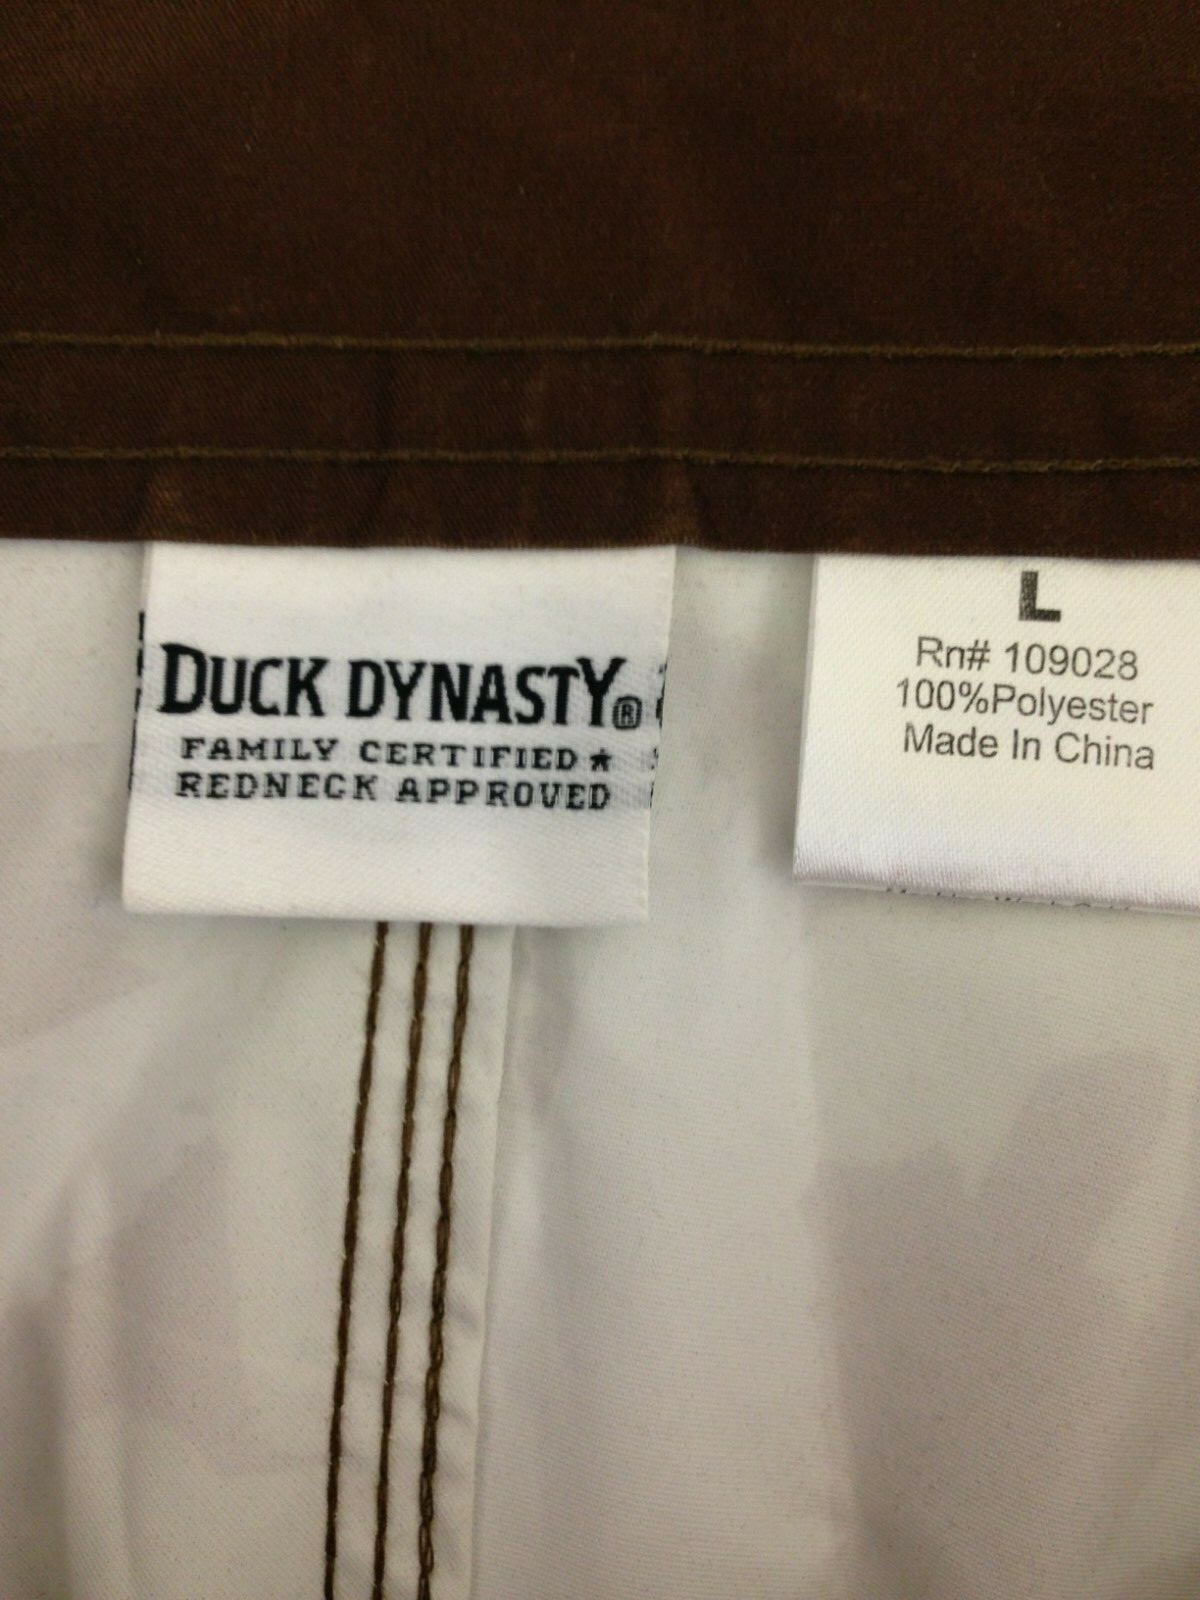 DUCK DYNASTY®
FAMILY CERTIFIED★
REDNECK APPROVED
L
Rn# 109028
100%Polyester
Made In China